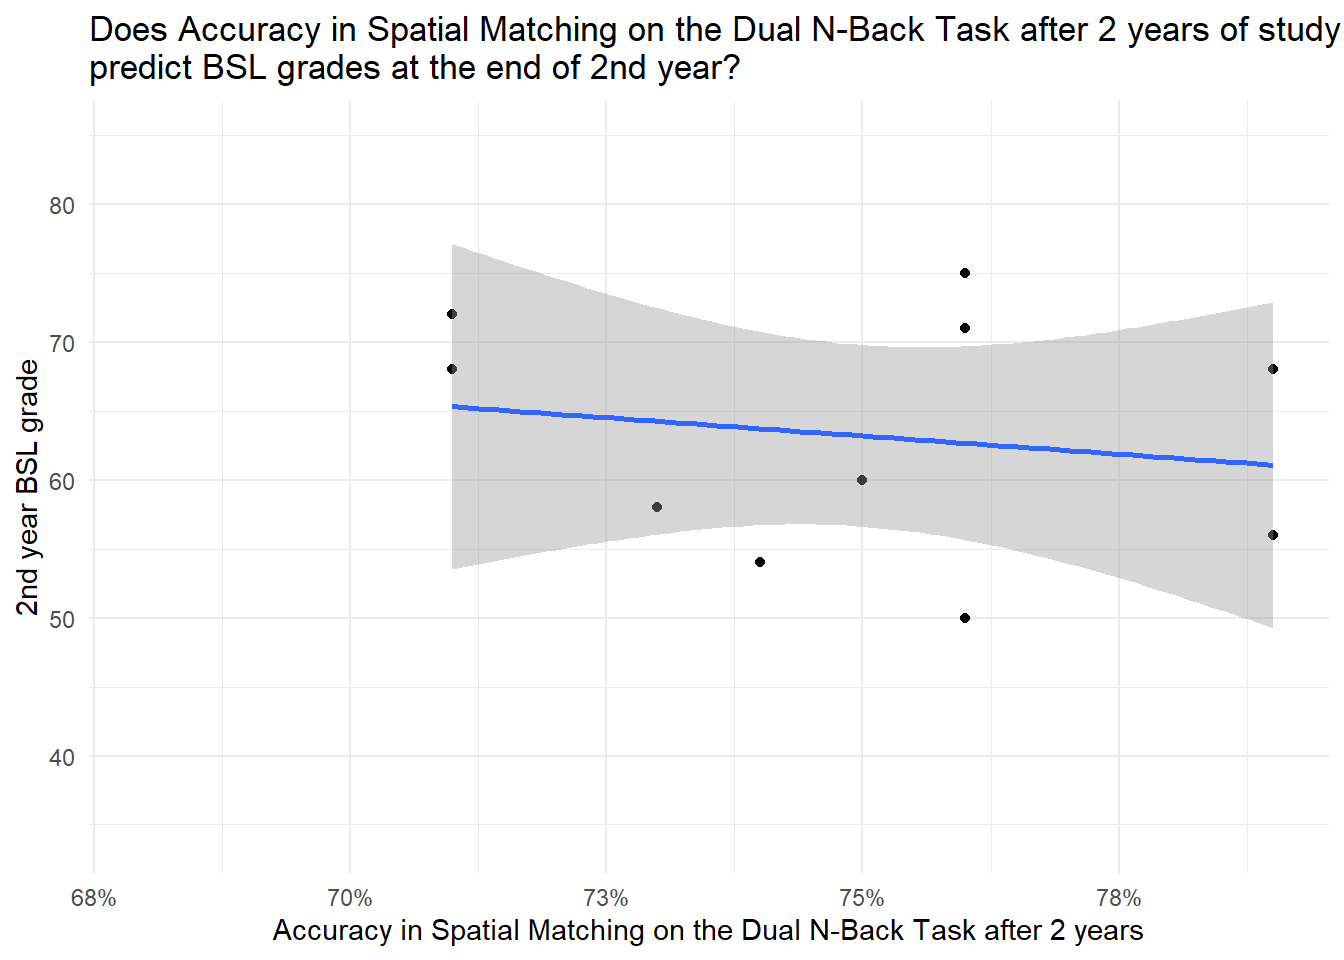 Does Accuracy in Spatial Matching on the Dual N-Back Task after 2 years of study
predict BSL grades at the end of 2nd year?
2nd year BSL grade
80
70
60
50
40
68% 70% 73% 75% 78%
Accuracy in Spatial Matching on the Dual N-Back Task after 2 years